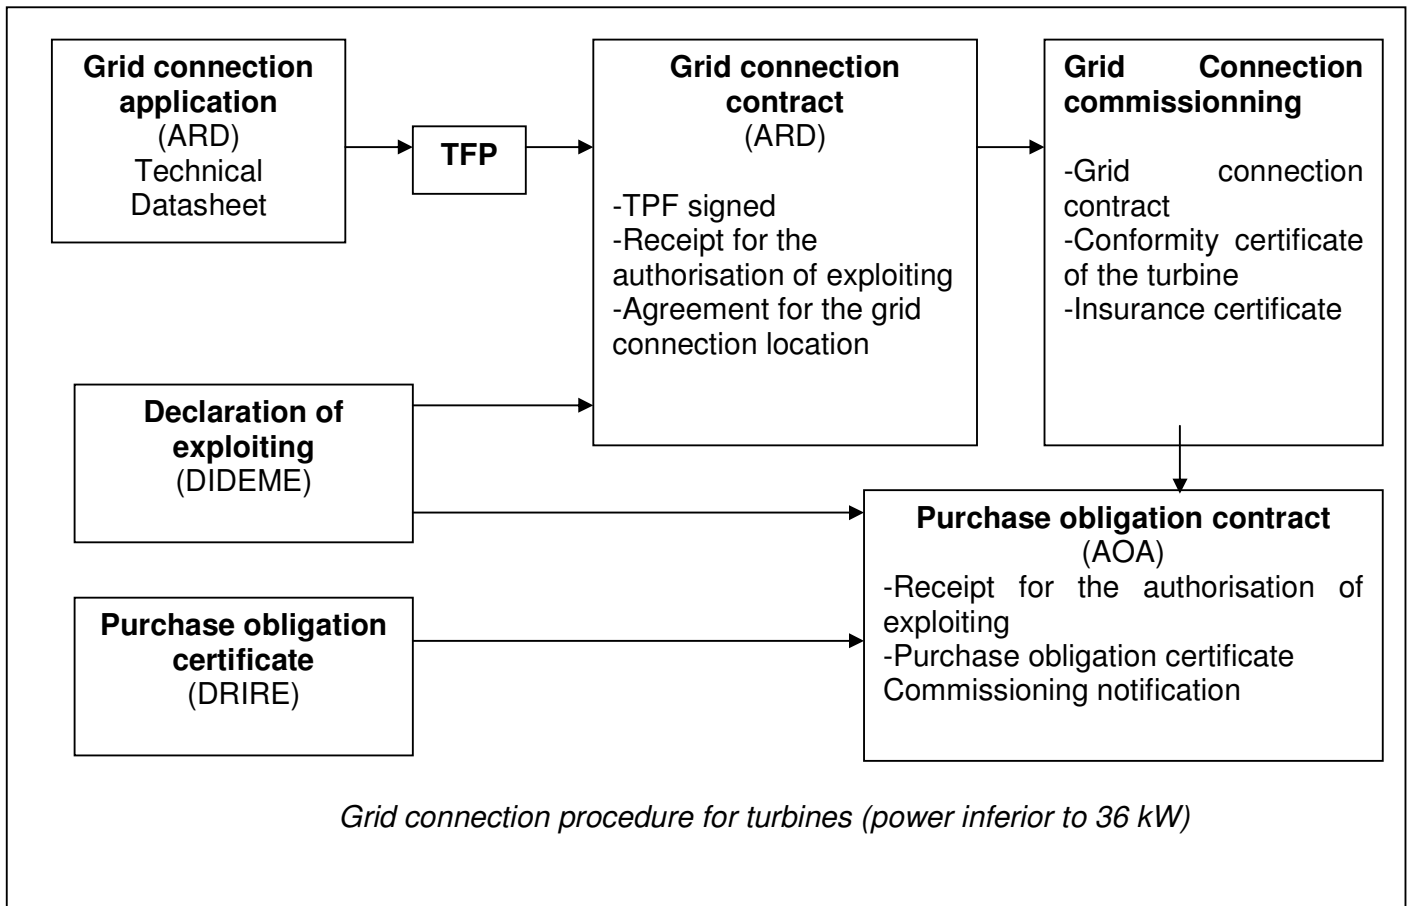 Grid connection
application
(ARD)
Technical
Datasheet
TFP
Grid connection
contract
(ARD)
-TPF signed
-Receipt for the
authorisation of exploiting
-Agreement for the grid
connection location
Grid Connection
commissionning
-Grid connection
contract
-Conformity certificate
of the turbine
-Insurance certificate
Declaration of
exploiting
(DIDEME)
Purchase obligation contract
(AOA)
-Receipt for the authorisation of
exploiting
-Purchase obligation certificate
Commissioning notification
Purchase obligation
certificate
(DRIRE)
Grid connection procedure for turbines (power inferior to 36 kW)